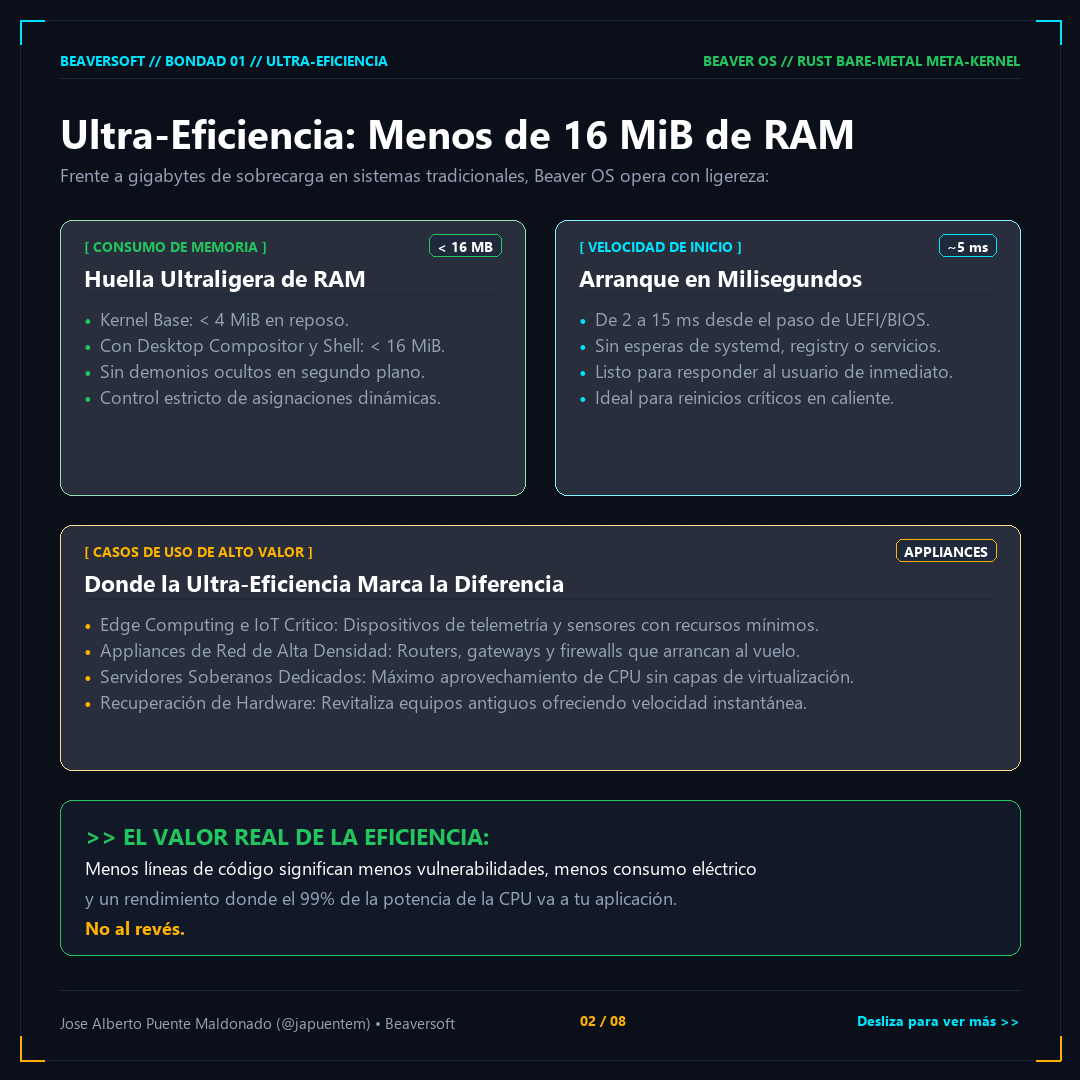 BEAVERSOFT // BONDAD 01 // ULTRA-EFICIENCIA
BEAVER OS // RUST BARE-METAL META-KERNEL
Ultra-Eficiencia: Menos de 16 MiB de RAM
Frente a gigabytes de sobrecarga en sistemas tradicionales, Beaver OS opera con ligereza:
[ CONSUMO DE MEMORIA ]
< 16 MB
Huella Ultraligera de RAM
• Kernel Base: < 4 MiB en reposo.
• Con Desktop Compositor y Shell: < 16 MiB.
• Sin demonios ocultos en segundo plano.
• Control estricto de asignaciones dinámicas.
[ VELOCIDAD DE INICIO ]
~5 ms
Arranque en Milisegundos
• De 2 a 15 ms desde el paso de UEFI/BIOS.
• Sin esperas de systemd, registry o servicios.
• Listo para responder al usuario de inmediato.
• Ideal para reinicios críticos en caliente.
[ CASOS DE USO DE ALTO VALOR ]
APPLIANCES
Donde la Ultra-Eficiencia Marca la Diferencia
• Edge Computing e IoT Crítico: Dispositivos de telemetría y sensores con recursos mínimos.
• Appliances de Red de Alta Densidad: Routers, gateways y firewalls que arrancan al vuelo.
• Servidores Soberanos Dedicados: Máximo aprovechamiento de CPU sin capas de virtualización.
• Recuperación de Hardware: Revitaliza equipos antiguos ofreciendo velocidad instantánea.
>> EL VALOR REAL DE LA EFICIENCIA:
Menos líneas de código significan menos vulnerabilidades, menos consumo eléctrico
y un rendimiento donde el 99% de la potencia de la CPU va a tu aplicación.
No al revés.
Jose Alberto Puente Maldonado (@japuentem) • Beaversoft
02 / 08
Desliza para ver más >>